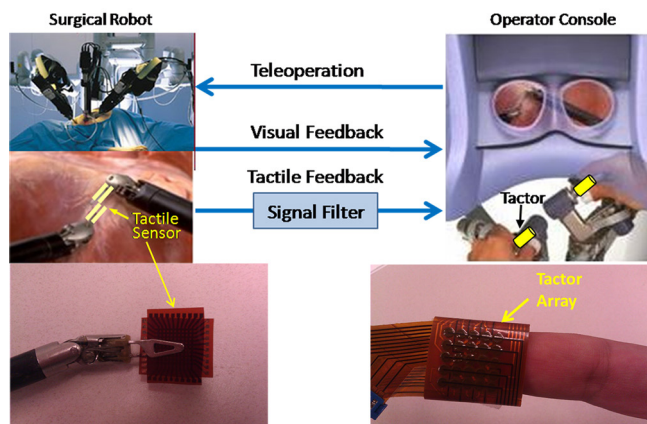 Surgical Robot
Operator Console
Teleoperation
Visual Feedback
Tactile Feedback
Signal Filter
Tactile
Sensor
Tactor
Tactor
Array